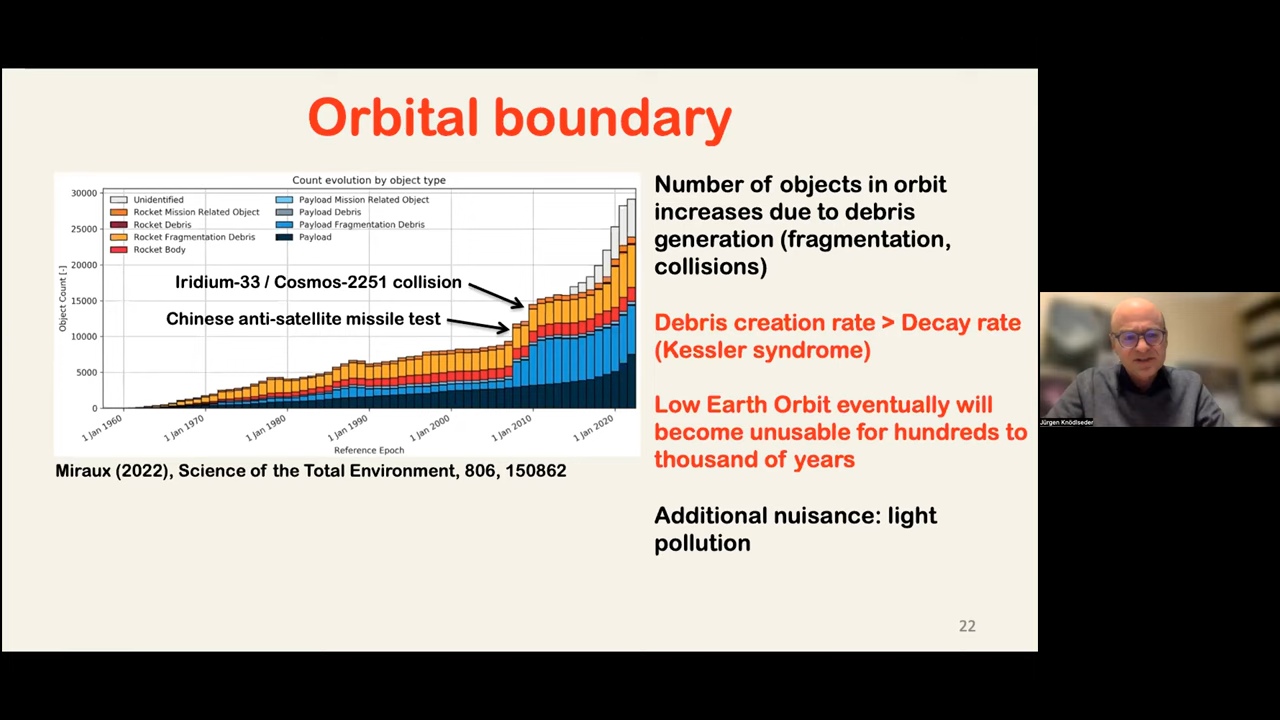 Orbital boundary
Count evolution by object type
30000
25000
20000
15000
10000
5000
0
Object Count [-]
Unidentified
Rocket Mission Related Object
Rocket Debris
Rocket Fragmentation Debris
Rocket Body
Payload Mission Related Object
Payload Debris
Payload Fragmentation Debris
Payload
Iridium-33 / Cosmos-2251 collision
Chinese anti-satellite missile test
1 Jan 1960
1 Jan 1970
1 Jan 1980
1 Jan 1990
1 Jan 2000
1 Jan 2010
1 Jan 2020
Reference Epoch
Miraux (2022), Science of the Total Environment, 806, 150862
Number of objects in orbit
increases due to debris
generation (fragmentation,
collisions)
Debris creation rate > Decay rate
(Kessler syndrome)
Low Earth Orbit eventually will
become unusable for hundreds to
thousand of years
Additional nuisance: light
pollution
22
Jürgen Knödlseder